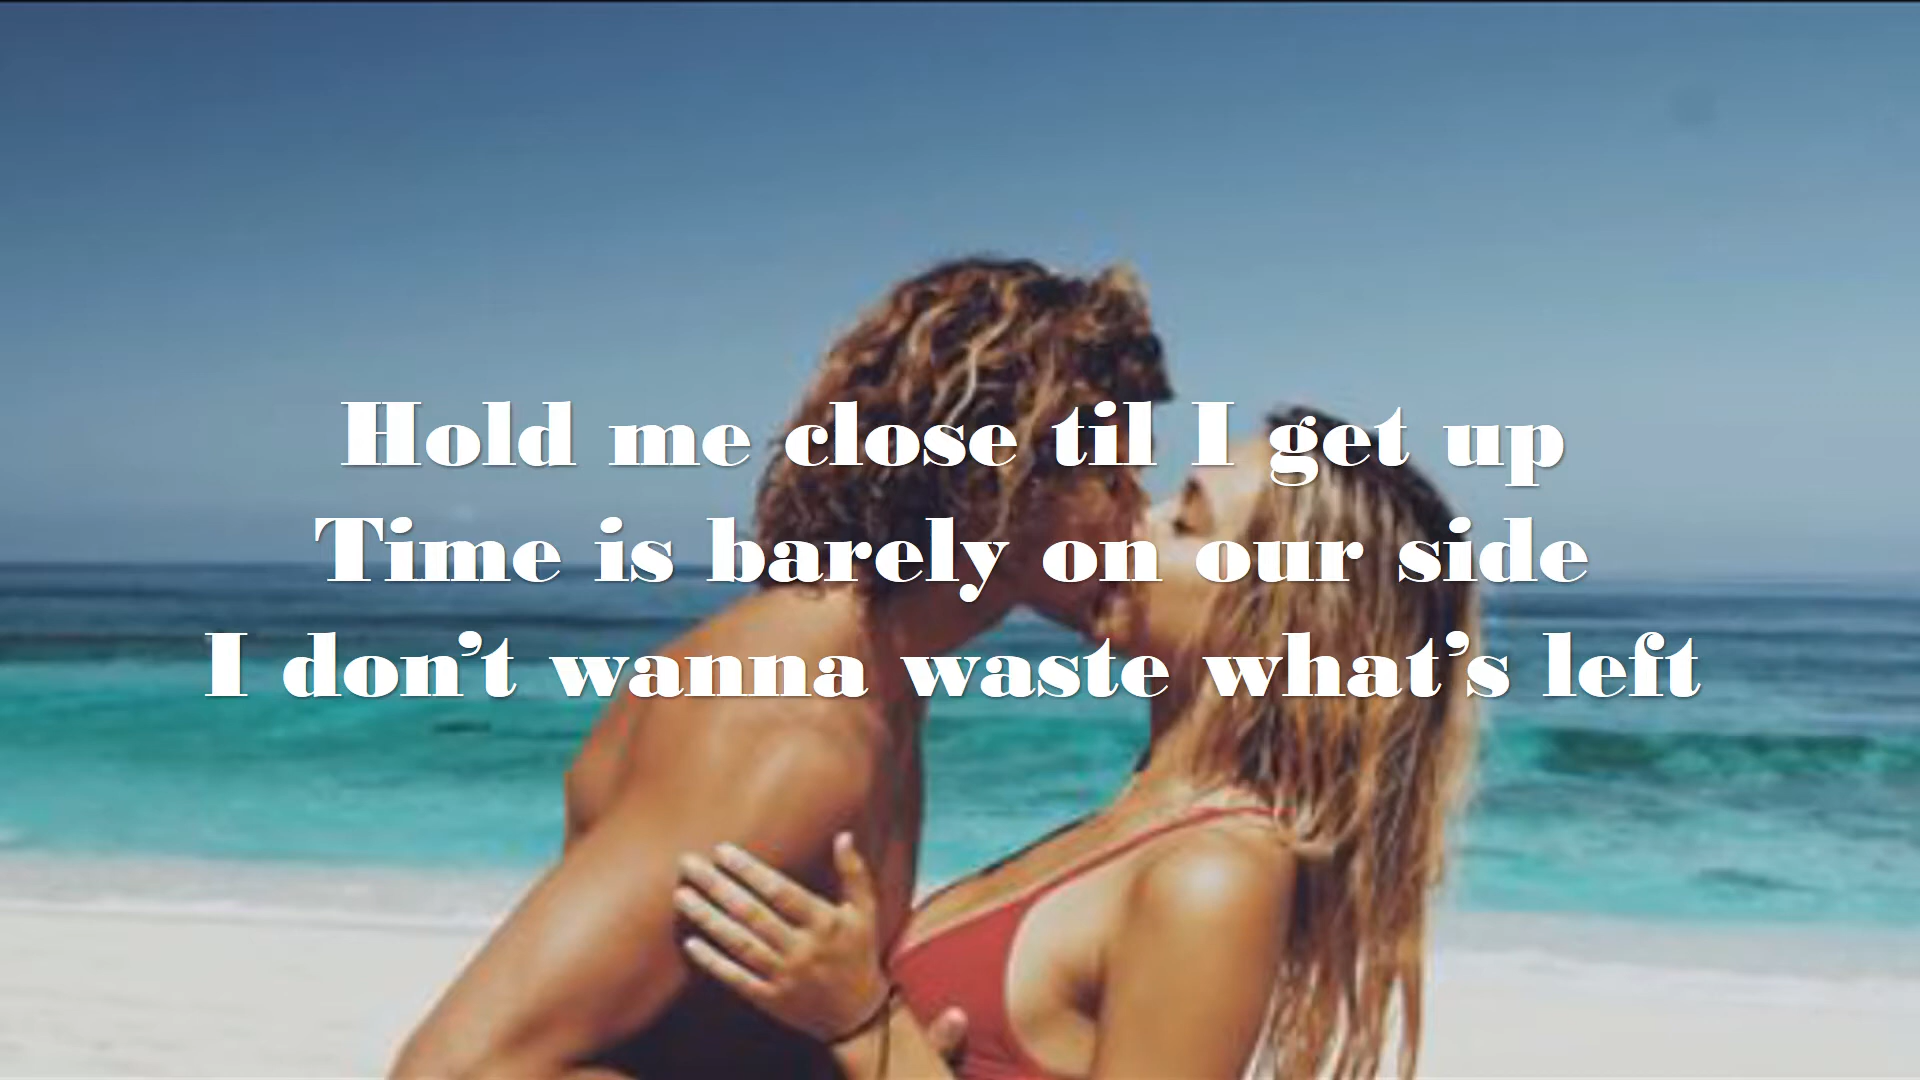 Hold me close til I get up
Time is barely on our side
I don’t wanna waste what’s left